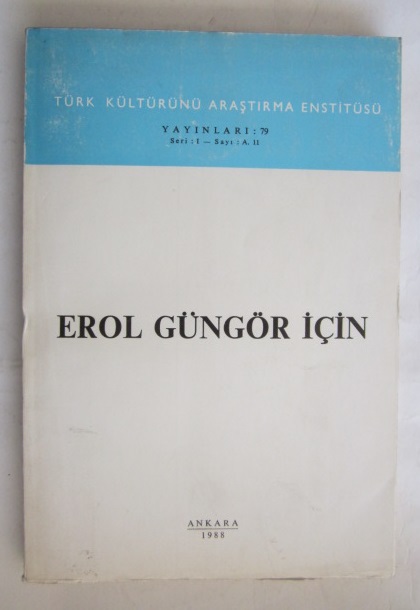 TÜRK KÜLTÜRÜNÜ ARAŞTIRMA ENSTİTÜSÜ
YAYINLARI : 79
Seri : I — Sayı : A. 11
EROL GÜNGÖR İÇİN
ANKARA
1988